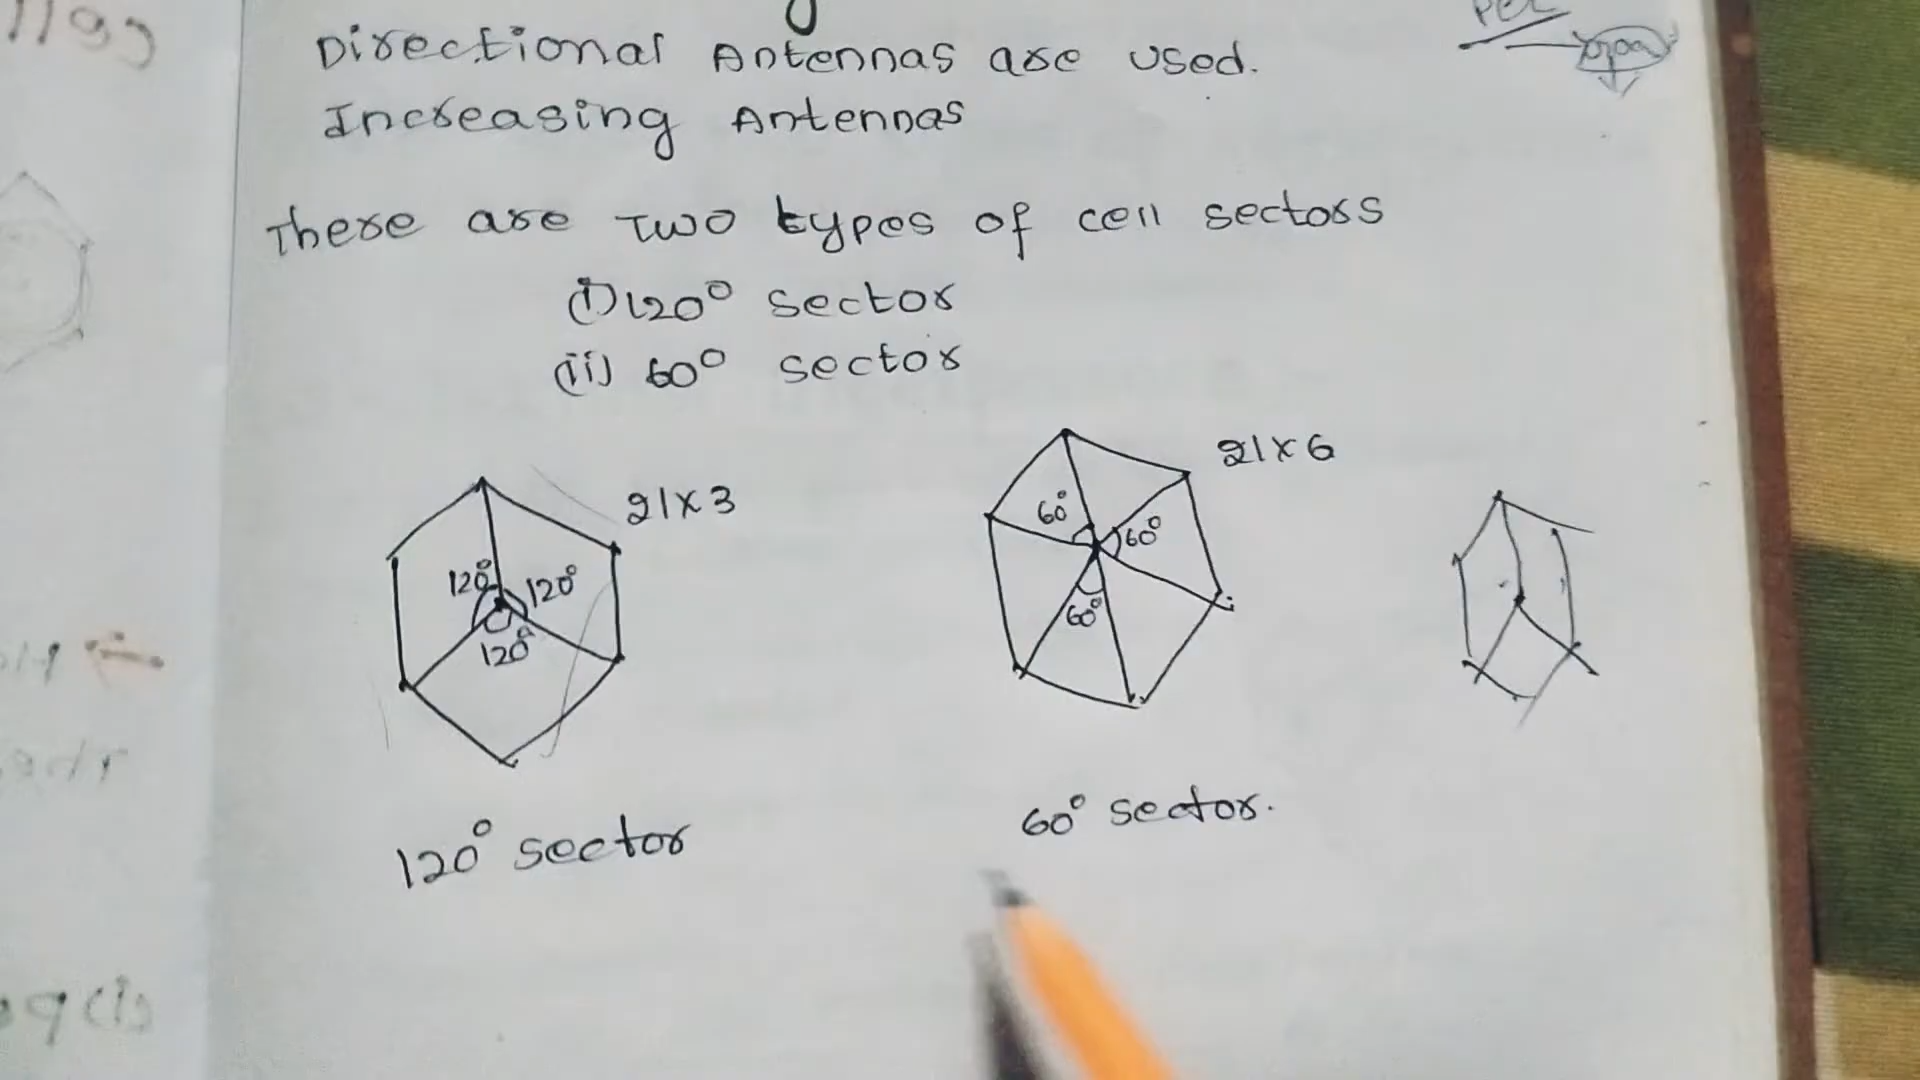 Directional Antennas are used.
Increasing Antennas
There are Two types of cell sectors
(i) 120° sector
(ii) 60° sector
21x3
120°
120°
120°
120° sector
21x6
60°
60°
60°
60° sector.